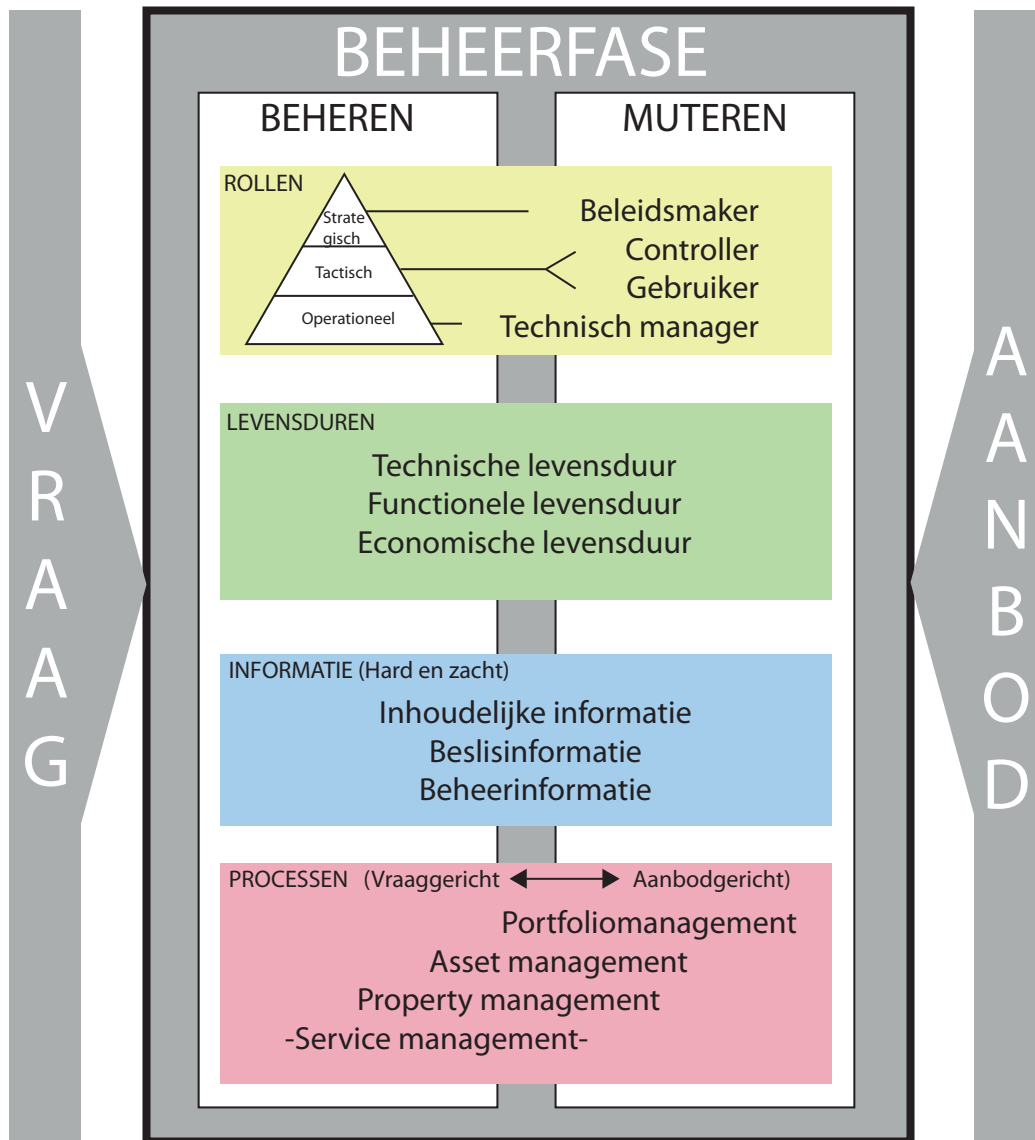 BEHEERFASE
BEHEREN
MUTEREN
VRAAG
AANBOD
ROLLEN
Strate
gisch
Tactisch
Operationeel
Beleidsmaker
Controller
Gebruiker
Technisch manager
LEVENSDUREN
Technische levensduur
Functionele levensduur
Economische levensduur
INFORMATIE (Hard en zacht)
Inhoudelijke informatie
Beslisinformatie
Beheerinformatie
PROCESSEN (Vraaggericht Aanbodgericht)
Portfoliomanagement
Asset management
Property management
-Service management-